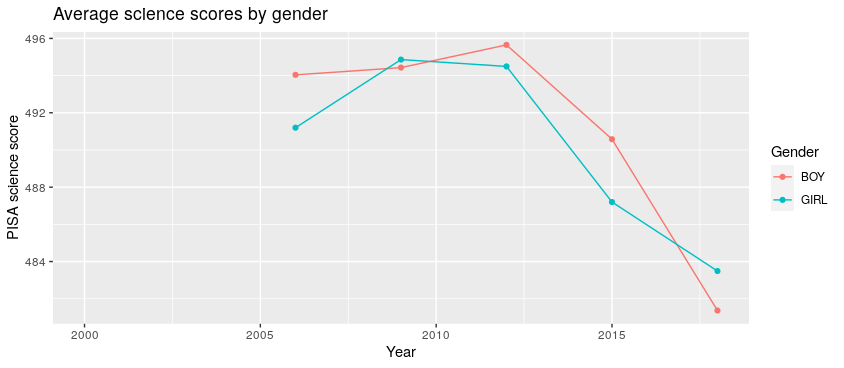 Average science scores by gender
496
492
488
484
PISA science score
2000 2005 2010 2015
Year
Gender
BOY
GIRL